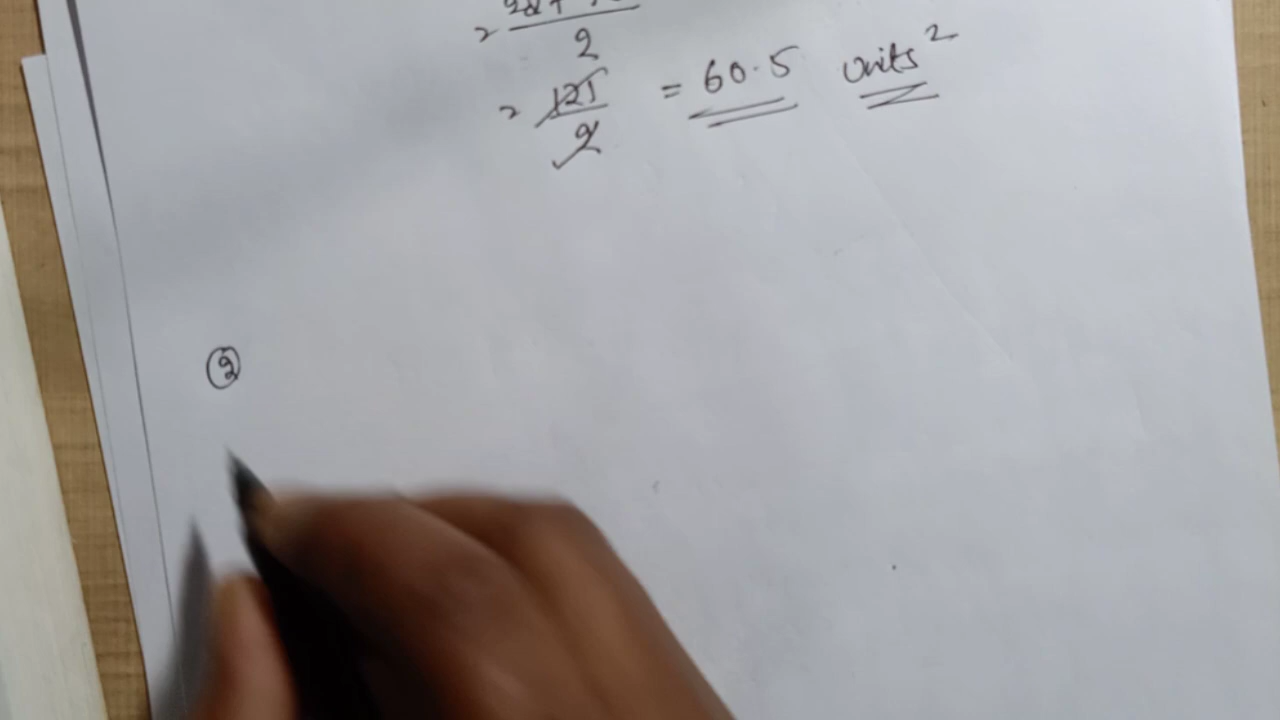 2
= 121/2 = 60.5 units²
②